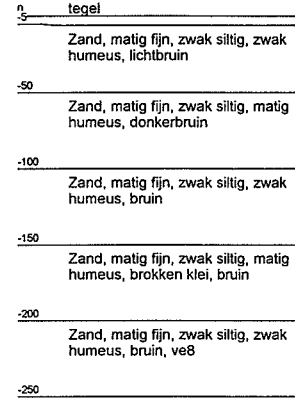 n tegel
-5
Zand, matig fijn, zwak siltig, zwak
humeus, lichtbruin
-50
Zand, matig fijn, zwak siltig, matig
humeus, donkerbruin
-100
Zand, matig fijn, zwak siltig, zwak
humeus, bruin
-150
Zand, matig fijn, zwak siltig, matig
humeus, brokken klei, bruin
-200
Zand, matig fijn, zwak siltig, zwak
humeus, bruin, ve8
-250